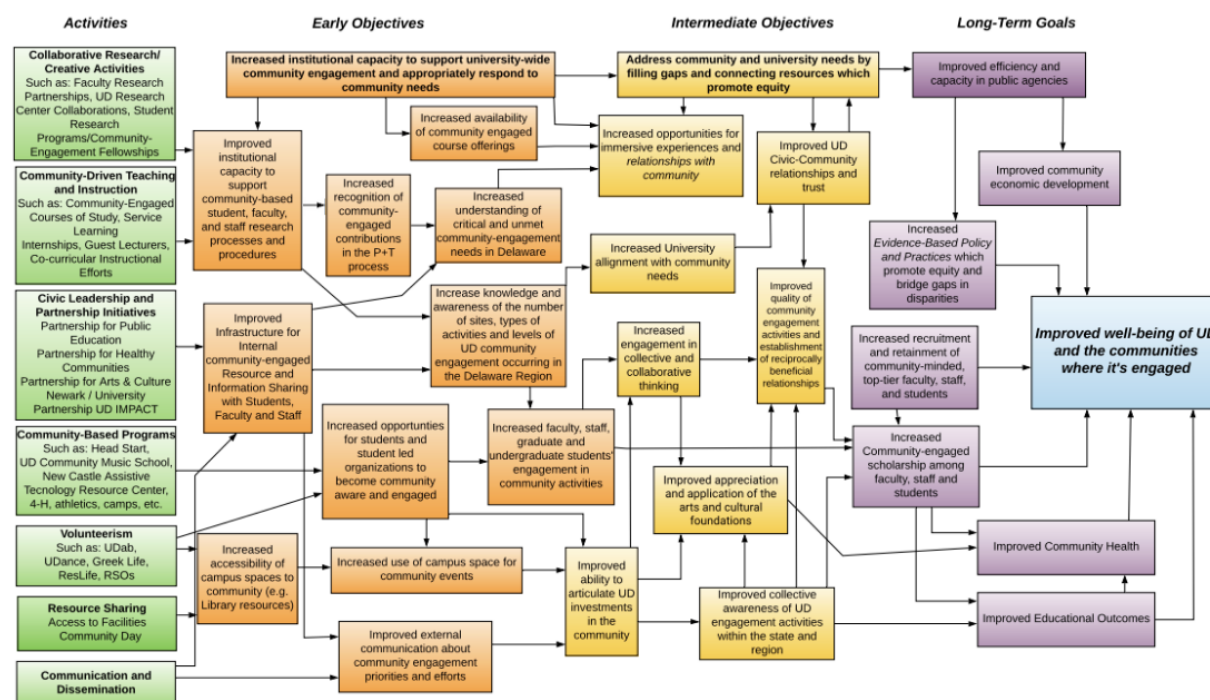 Activities
Early Objectives
Intermediate Objectives
Long-Term Goals
Collaborative Research/
Creative Activities
Such as: Faculty Research
Partnerships, UD Research
Center Collaborations, Student
Research
Programs/Community-
Engagement Fellowships
Community-Driven Teaching
and Instruction
Such as: Community-Engaged
Courses of Study, Service
Learning
Internships, Guest Lecturers,
Co-curricular Instructional
Efforts
Civic Leadership and
Partnership Initiatives
Partnership for Public
Education
Partnership for Healthy
Communities
Partnership for Arts & Culture
Newark / University
Partnership UD IMPACT
Community-Based Programs
Such as: Head Start,
UD Community Music School,
New Castle Assistive
Tecnology Resource Center,
4-H, athletics, camps, etc.
Volunteerism
Such as: UDab,
UDance, Greek Life,
ResLife, RSOs
Resource Sharing
Access to Facilities
Community Day
Communication and
Dissemination
Increased institutional capacity to support university-wide
community engagement and appropriately respond to
community needs
Increased availability
of community engaged
course offerings
Improved
institutional
capacity to
support
community-based
student, faculty,
and staff research
processes and
procedures
Increased
recognition of
community-
engaged
contributions
in the P+T
process
Increased
understanding of
critical and unmet
community-engagement
needs in Delaware
Improved
Infrastructure for
Internal
community-engaged
Resource and
Information Sharing
with Students,
Faculty and Staff
Increase knowledge and
awareness of the number
of sites, types of
activities and levels of
UD community
engagement occurring in
the Delaware Region
Increased opportunities
for students and
student led
organizations to
become community
aware and engaged
Increased faculty, staff,
graduate and
undergraduate students'
engagement in
community activities
Increased
accessibility of
campus spaces to
community (e.g.
Library resources)
Increased use of campus space for
community events
Improved external
communication about
community engagement
priorities and efforts
Address community and university needs by
filling gaps and connecting resources which
promote equity
Increased opportunities for
immersive experiences and
relationships with
community
Improved UD
Civic-Community
relationships and
trust
Increased University
allignment with community
needs
Increased
engagement in
collective and
collaborative
thinking
Improved
quality of
community
engagement
activities and
establishment
of reciprocally
beneficial
relationships
Improved appreciation
and application of the
arts and cultural
foundations
Improved
ability to
articulate UD
investments
in the
community
Improved collective
awareness of UD
engagement activities
within the state and
region
Improved efficiency and
capacity in public
agencies
Improved community
economic development
Increased
Evidence-Based Policy
and Practices which
promote equity and
bridge gaps in
disparities
Increased recruitment
and retainment of
community-minded,
top-tier faculty, staff,
and students
Increased
Community-engaged
scholarship among
faculty, staff and
students
Improved Community Health
Improved Educational Outcomes
Improved well-being of UD
and the communities
where it's engaged